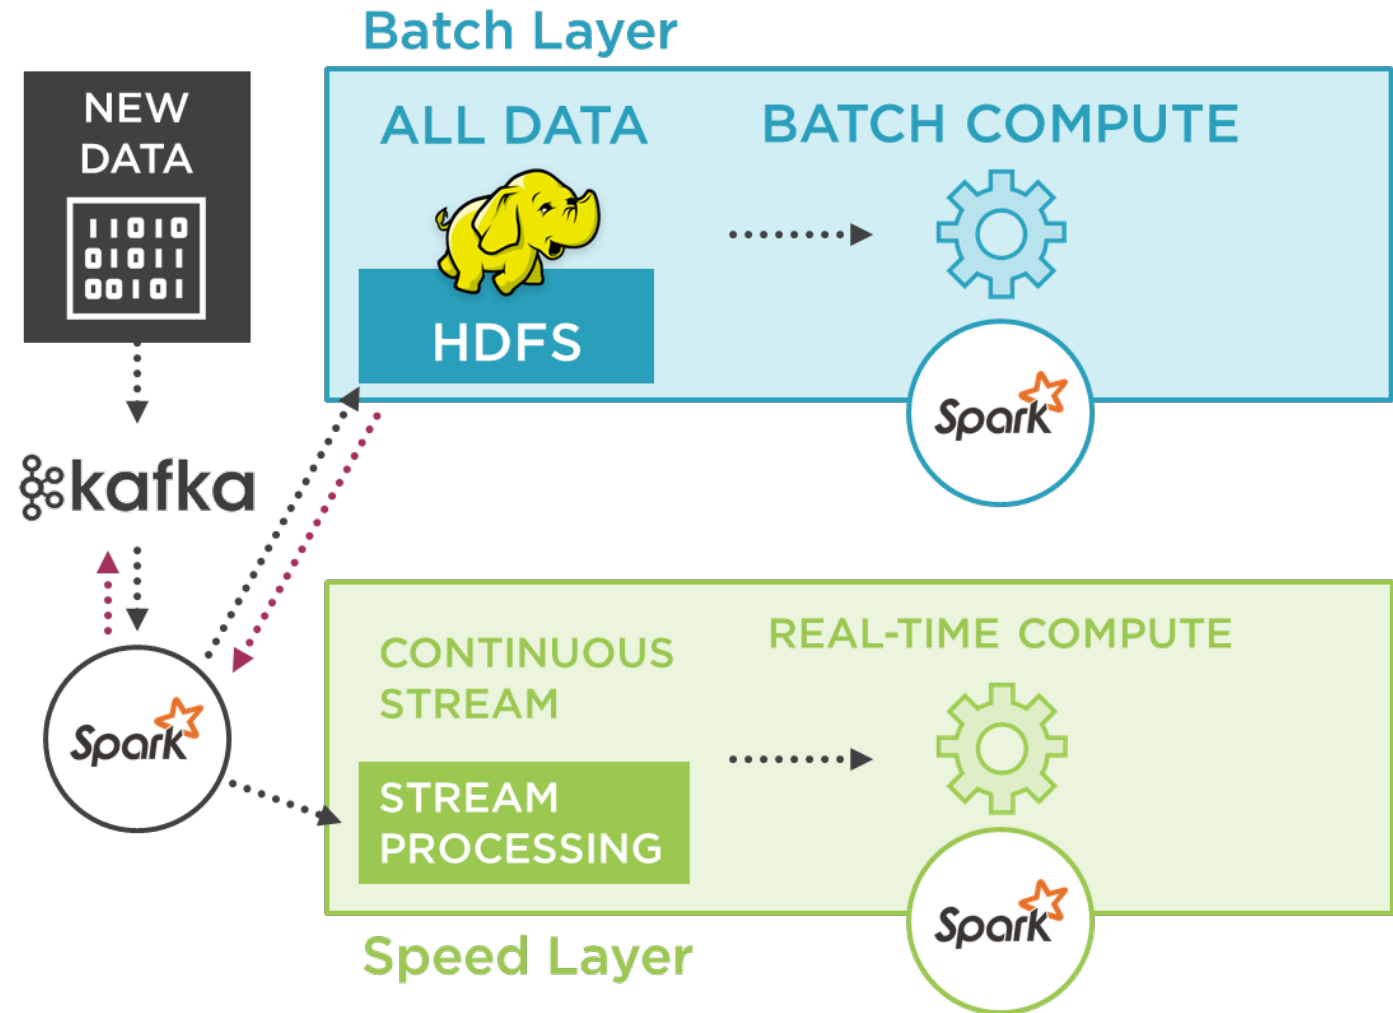 Batch Layer
NEW
DATA
11010
01011
00101
ALL DATA
BATCH COMPUTE
HDFS
Spark
kafka
Spark
CONTINUOUS
STREAM
REAL-TIME COMPUTE
STREAM
PROCESSING
Spark
Speed Layer